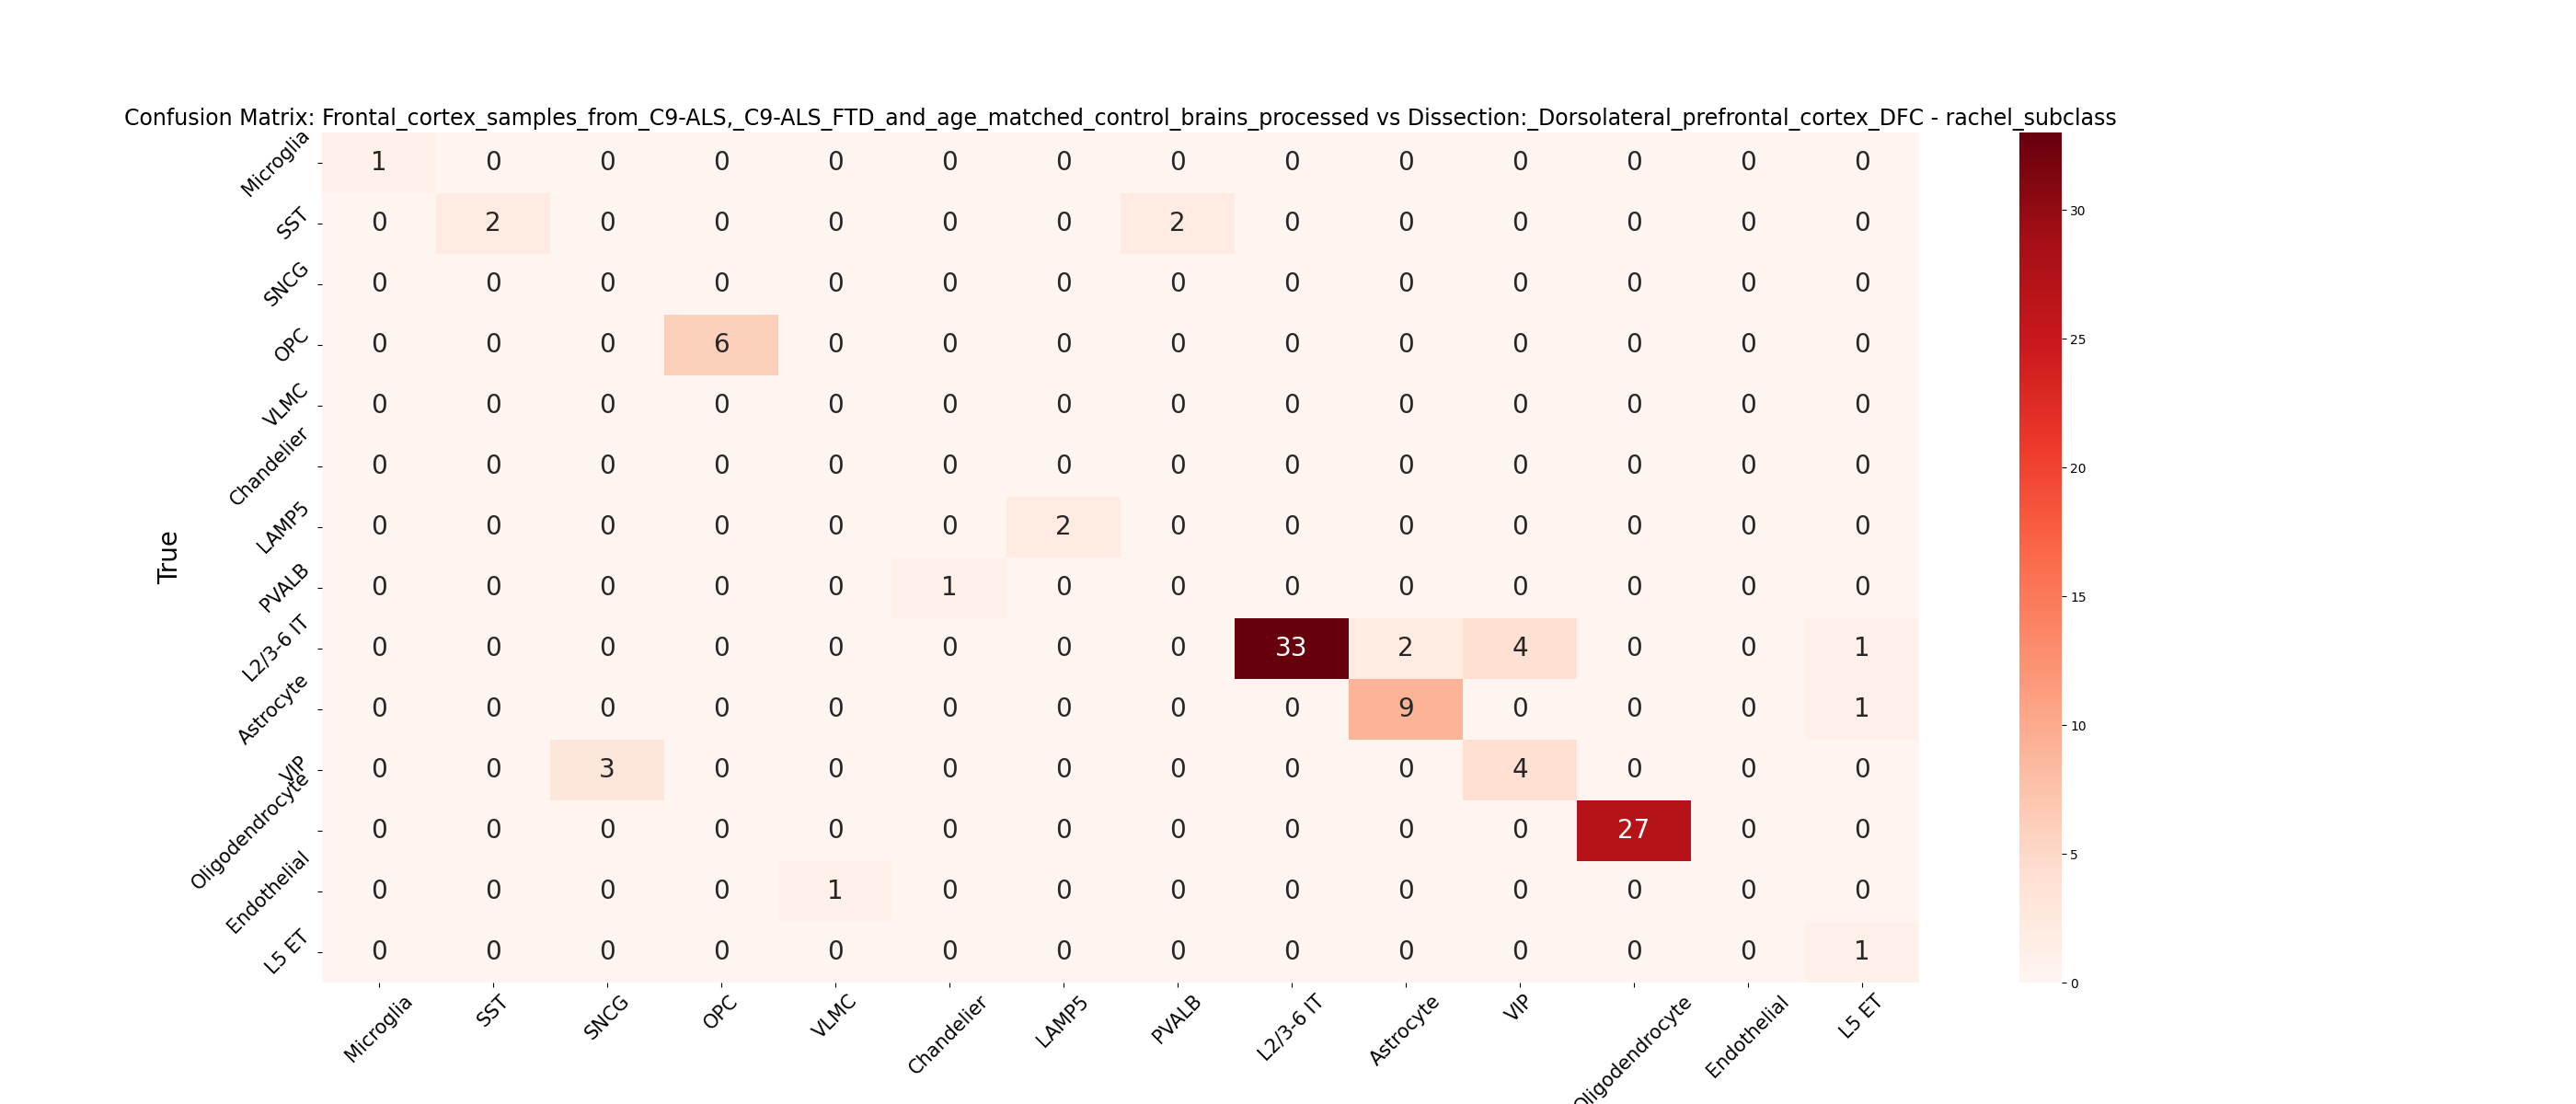 Confusion Matrix: Frontal_cortex_samples_from_C9-ALS,_C9-ALS_FTD_and_age_matched_control_brains_processed vs Dissection:_Dorsolateral_prefrontal_cortex_DFC - rachel_subclass
True
Microglia 1 0 0 0 0 0 0 0 0 0 0 0 0 0
SST 0 2 0 0 0 0 0 2 0 0 0 0 0 0
SNCG 0 0 0 0 0 0 0 0 0 0 0 0 0 0
OPC 0 0 0 6 0 0 0 0 0 0 0 0 0 0
VLMC 0 0 0 0 0 0 0 0 0 0 0 0 0 0
Chandelier 0 0 0 0 0 0 0 0 0 0 0 0 0 0
LAMP5 0 0 0 0 0 0 2 0 0 0 0 0 0 0
PVALB 0 0 0 0 0 1 0 0 0 0 0 0 0 0
L2/3-6 IT 0 0 0 0 0 0 0 0 33 2 4 0 0 1
Astrocyte 0 0 0 0 0 0 0 0 0 9 0 0 0 1
VIP 0 0 3 0 0 0 0 0 0 0 4 0 0 0
Oligodendrocyte 0 0 0 0 0 0 0 0 0 0 0 27 0 0
Endothelial 0 0 0 0 1 0 0 0 0 0 0 0 0 0
L5 ET 0 0 0 0 0 0 0 0 0 0 0 0 0 1
Microglia SST SNCG OPC VLMC Chandelier LAMP5 PVALB L2/3-6 IT Astrocyte VIP Oligodendrocyte Endothelial L5 ET
30
25
20
15
10
5
0